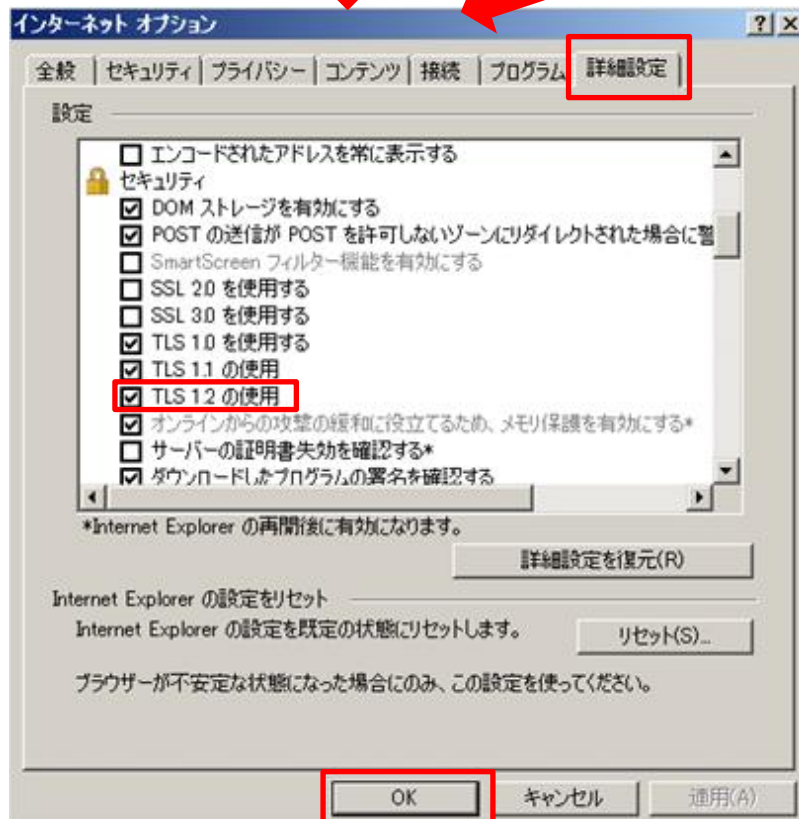 インターネット オプション
? ×
全般 セキュリティ プライバシー コンテンツ 接続 プログラム 詳細設定
設定
エンコードされたアドレスを常に表示する
セキュリティ
DOM ストレージを有効にする
POST の送信が POST を許可しないゾーンにリダイレクトされた場合に警
SmartScreen フィルター機能を有効にする
SSL 2.0 を使用する
SSL 3.0 を使用する
TLS 1.0 を使用する
TLS 1.1 の使用
TLS 1.2 の使用
オンラインからの攻撃の緩和に役立てるため、メモリ保護を有効にする*
サーバーの証明書失効を確認する*
ダウンロードしたプログラムの署名を確認する
*Internet Explorer の再開後に有効になります。
詳細設定を復元(R)
Internet Explorer の設定をリセット
Internet Explorer の設定を既定の状態にリセットします。
リセット(S)...
ブラウザーが不安定な状態になった場合にのみ、この設定を使ってください。
OK キャンセル 適用(A)